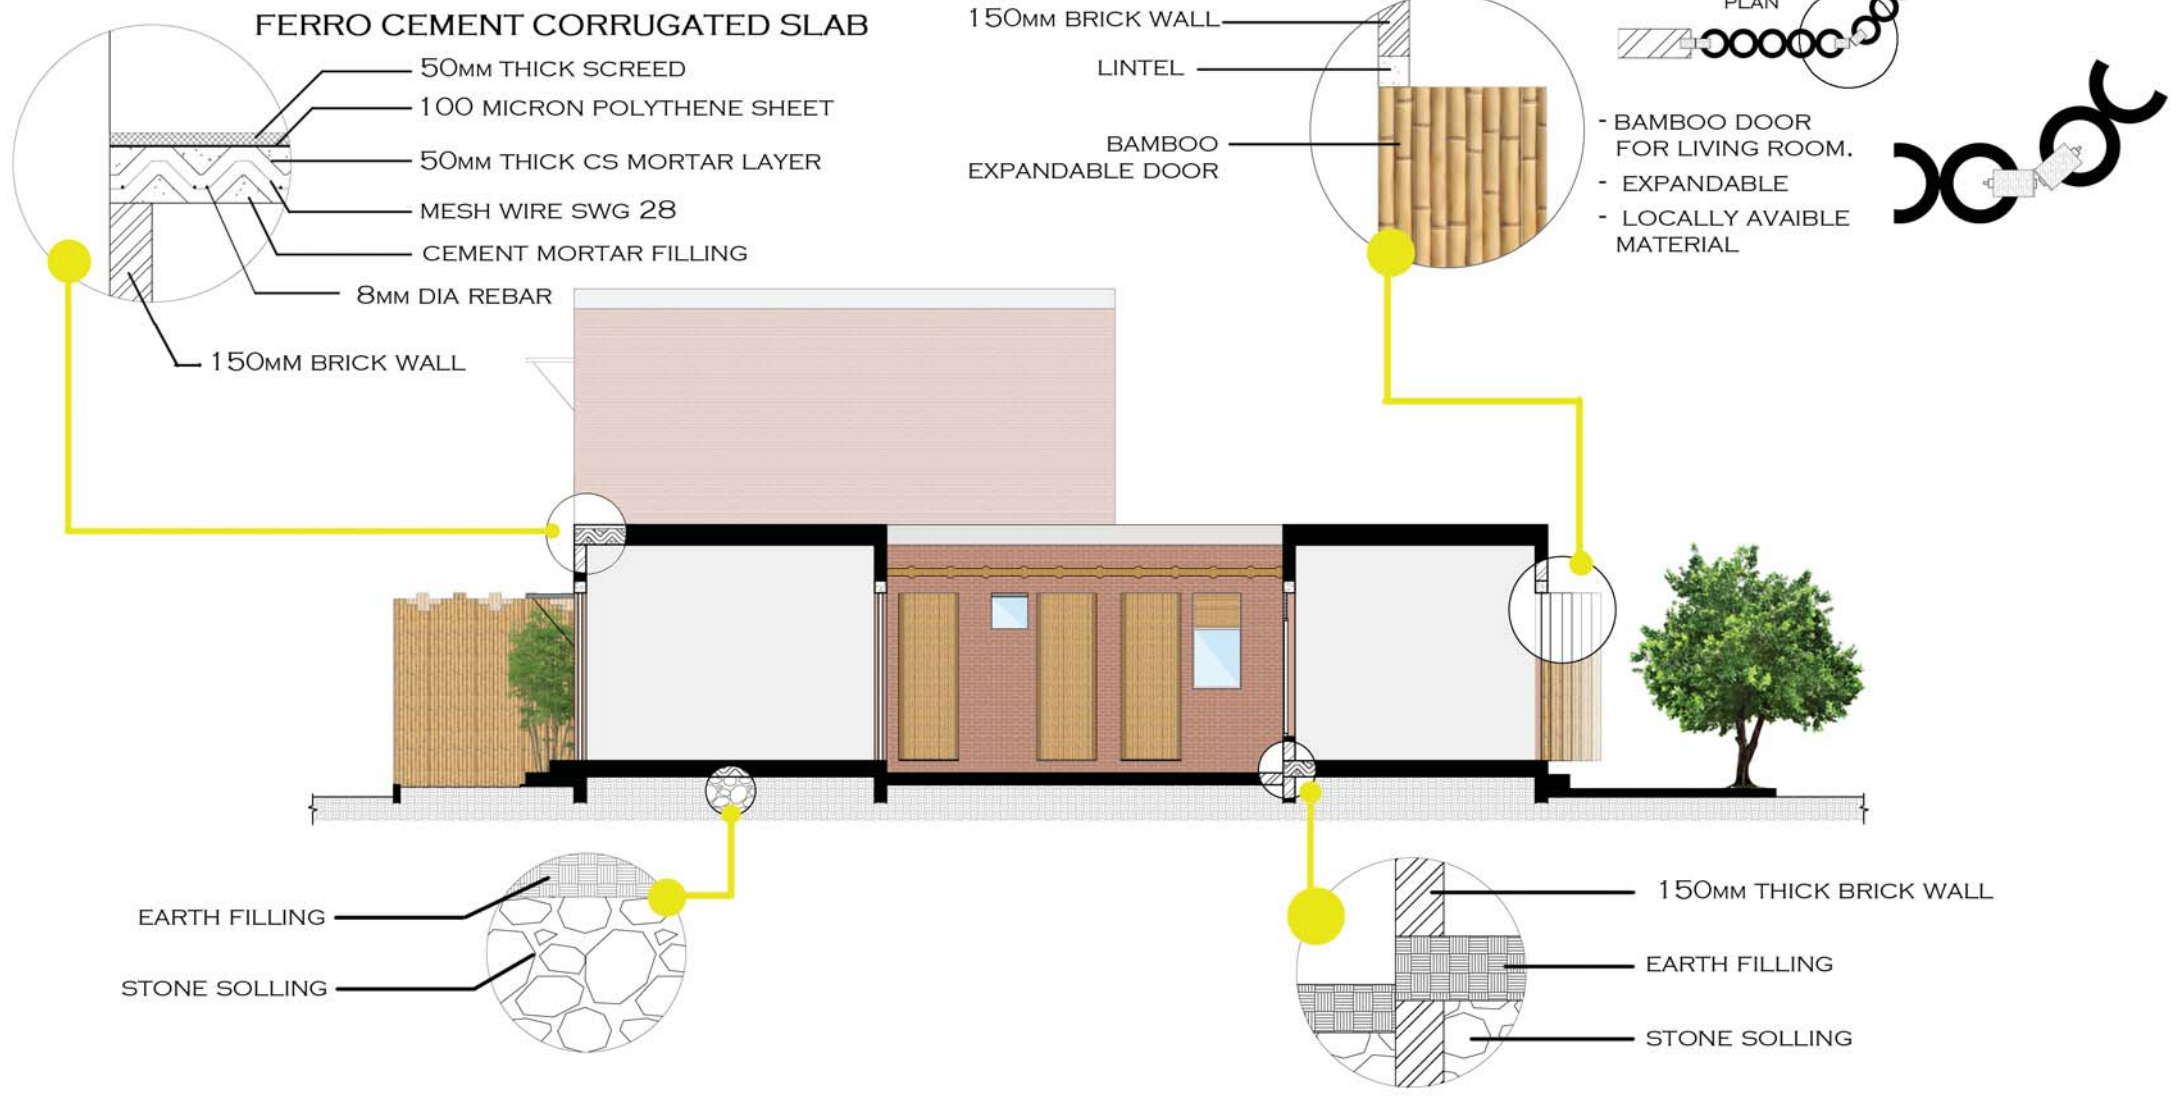 FERRO CEMENT CORRUGATED SLAB
50MM THICK SCREED
100 MICRON POLYTHENE SHEET
50MM THICK CS MORTAR LAYER
MESH WIRE SWG 28
CEMENT MORTAR FILLING
8MM DIA REBAR
150MM BRICK WALL
150MM BRICK WALL
LINTEL
BAMBOO
EXPANDABLE DOOR
PLAN
- BAMBOO DOOR
FOR LIVING ROOM.
- EXPANDABLE
- LOCALLY AVAIBLE
MATERIAL
EARTH FILLING
STONE SOLLING
150MM THICK BRICK WALL
EARTH FILLING
STONE SOLLING